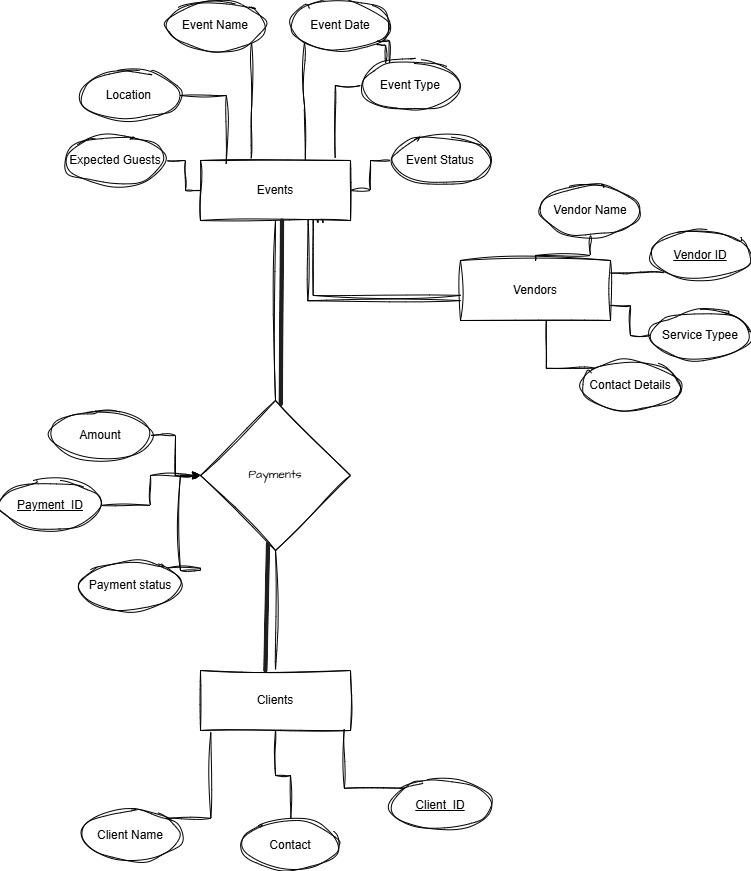 Event Name
Event Date
Event Type
Location
Expected Guests
Event Status
Events
Vendor Name
Vendor ID
Vendors
Service Typee
Contact Details
Amount
Payments
Payment_ID
Payment status
Clients
Client_ID
Client Name
Contact